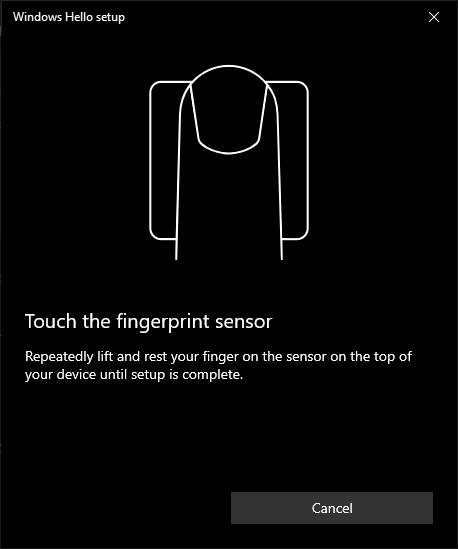 Windows Hello setup
Touch the fingerprint sensor
Repeatedly lift and rest your finger on the sensor on the top of
your device until setup is complete.
Cancel